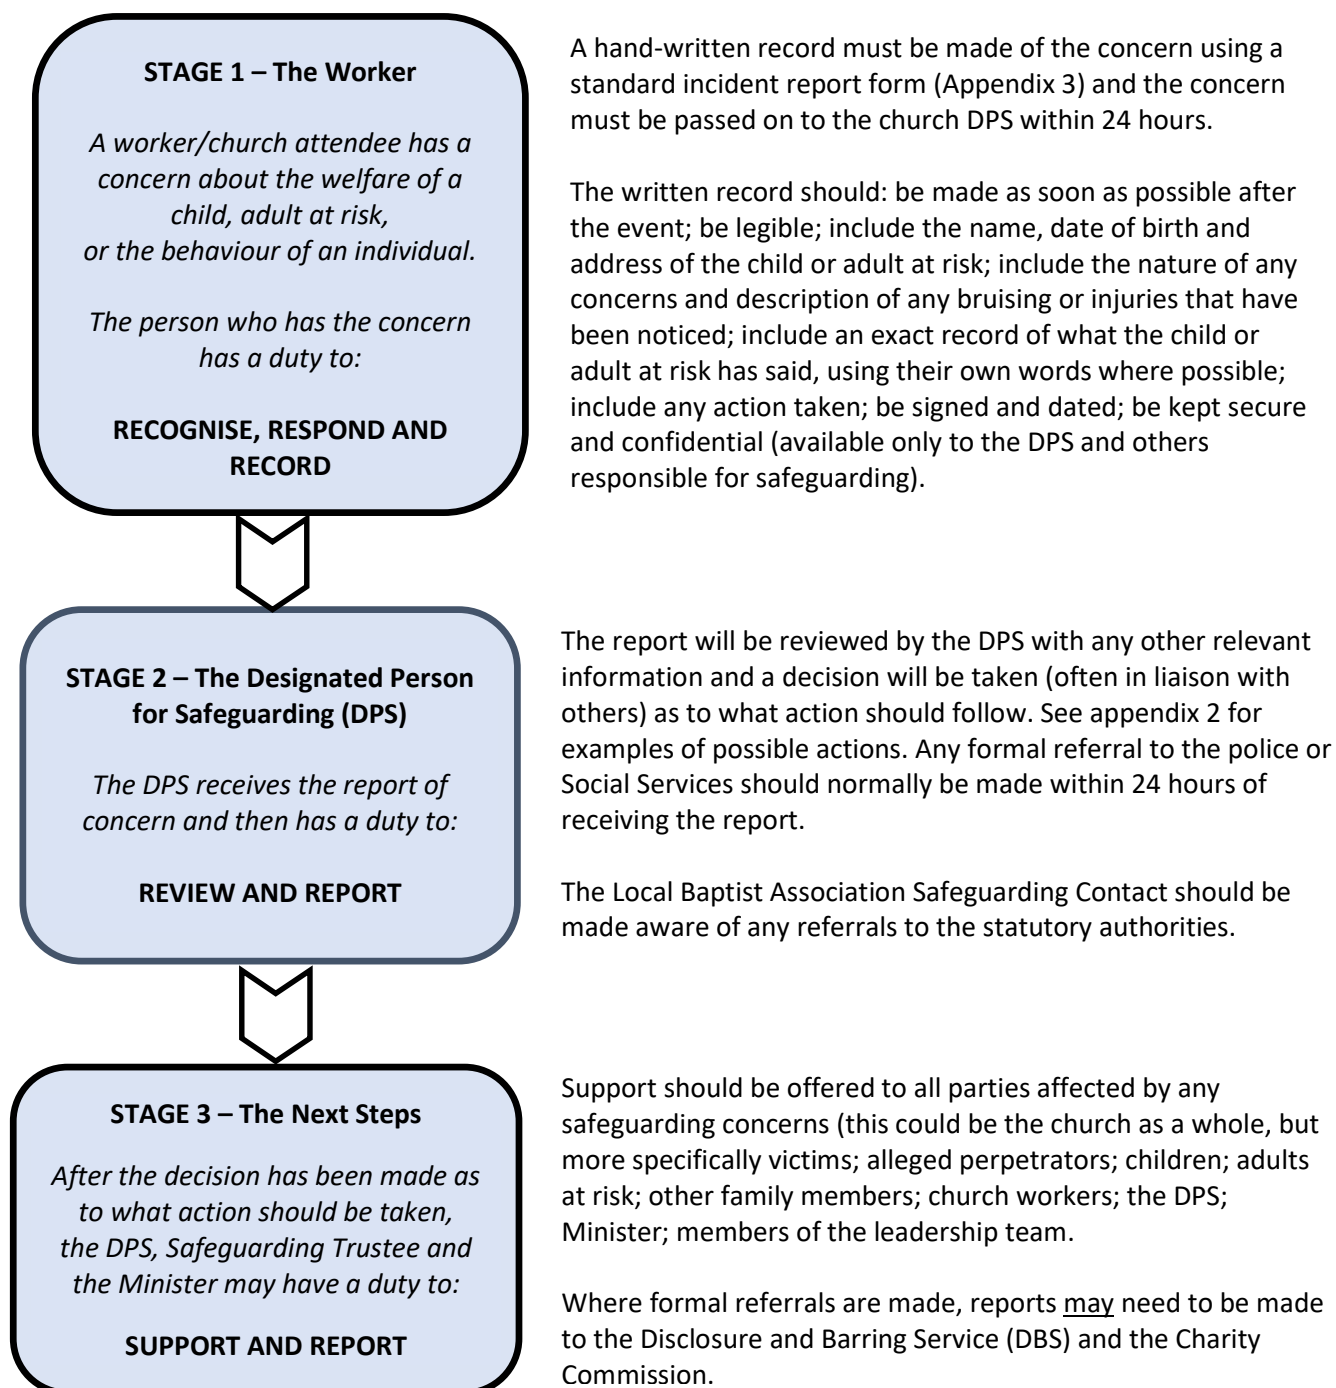 STAGE 1 – The Worker
A worker/church attendee has a
concern about the welfare of a
child, adult at risk,
or the behaviour of an individual.
The person who has the concern
has a duty to:
RECOGNISE, RESPOND AND
RECORD
A hand-written record must be made of the concern using a
standard incident report form (Appendix 3) and the concern
must be passed on to the church DPS within 24 hours.
The written record should: be made as soon as possible after
the event; be legible; include the name, date of birth and
address of the child or adult at risk; include the nature of any
concerns and description of any bruising or injuries that have
been noticed; include an exact record of what the child or
adult at risk has said, using their own words where possible;
include any action taken; be signed and dated; be kept secure
and confidential (available only to the DPS and others
responsible for safeguarding).
STAGE 2 – The Designated Person
for Safeguarding (DPS)
The DPS receives the report of
concern and then has a duty to:
REVIEW AND REPORT
The report will be reviewed by the DPS with any other relevant
information and a decision will be taken (often in liaison with
others) as to what action should follow. See appendix 2 for
examples of possible actions. Any formal referral to the police or
Social Services should normally be made within 24 hours of
receiving the report.
The Local Baptist Association Safeguarding Contact should be
made aware of any referrals to the statutory authorities.
STAGE 3 – The Next Steps
After the decision has been made as
to what action should be taken,
the DPS, Safeguarding Trustee and
the Minister may have a duty to:
SUPPORT AND REPORT
Support should be offered to all parties affected by any
safeguarding concerns (this could be the church as a whole, but
more specifically victims; alleged perpetrators; children; adults
at risk; other family members; church workers; the DPS;
Minister; members of the leadership team.
Where formal referrals are made, reports may need to be made
to the Disclosure and Barring Service (DBS) and the Charity
Commission.